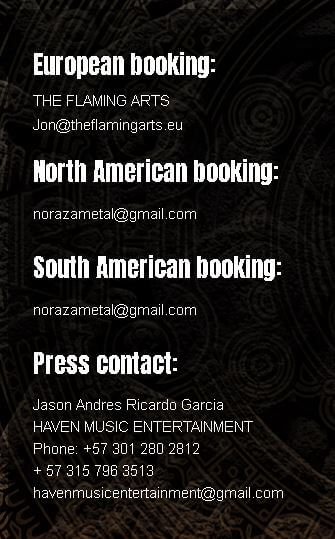 European booking:
THE FLAMING ARTS
Jon@theflamingarts.eu
North American booking:
norazametal@gmail.com
South American booking:
norazametal@gmail.com
Press contact:
Jason Andres Ricardo Garcia
HAVEN MUSIC ENTERTAINMENT
Phone: +57 301 280 2812
+ 57 315 796 3513
havenmusicentertainment@gmail.com